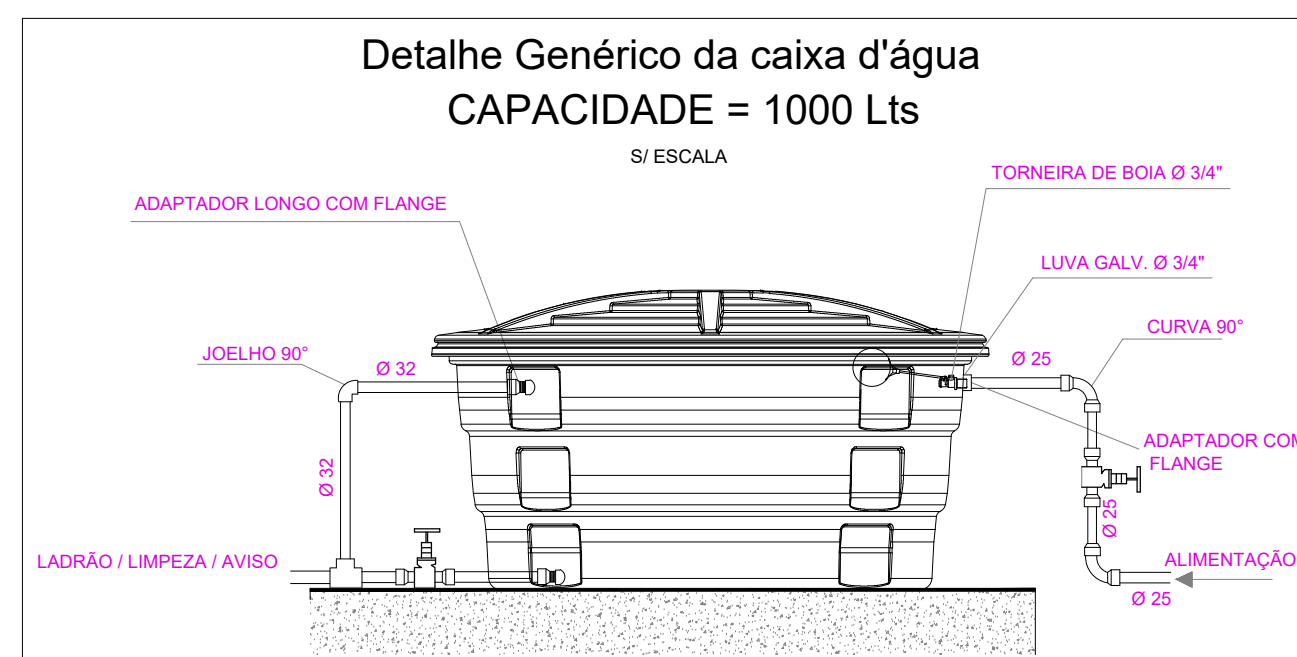 Detalhe Genérico da caixa d'água
CAPACIDADE = 1000 Lts
S/ ESCALA
TORNEIRA DE BOIA Ø 3/4"
ADAPTADOR LONGO COM FLANGE
LUVA GALV. Ø 3/4"
CURVA 90°
JOELHO 90°
Ø 32
Ø 25
ADAPTADOR COM
FLANGE
Ø 32
Ø 25
LADRÃO / LIMPEZA / AVISO
ALIMENTAÇÃO
Ø 25